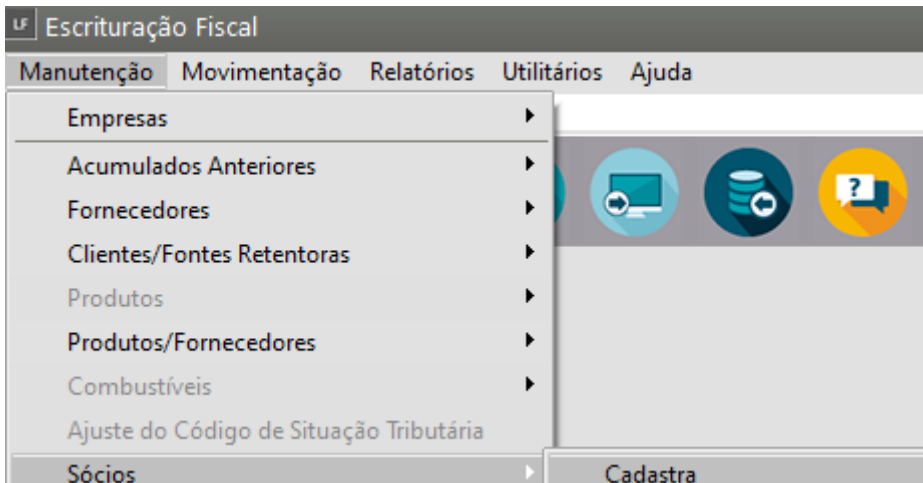 LF Escrituração Fiscal
Manutenção Movimentação Relatórios Utilitários Ajuda
Empresas
Acumulados Anteriores
Fornecedores
Clientes/Fontes Retentoras
?
Produtos
Produtos/Fornecedores
Combustíveis
Ajuste do Código de Situação Tributária
Sócios Cadastra